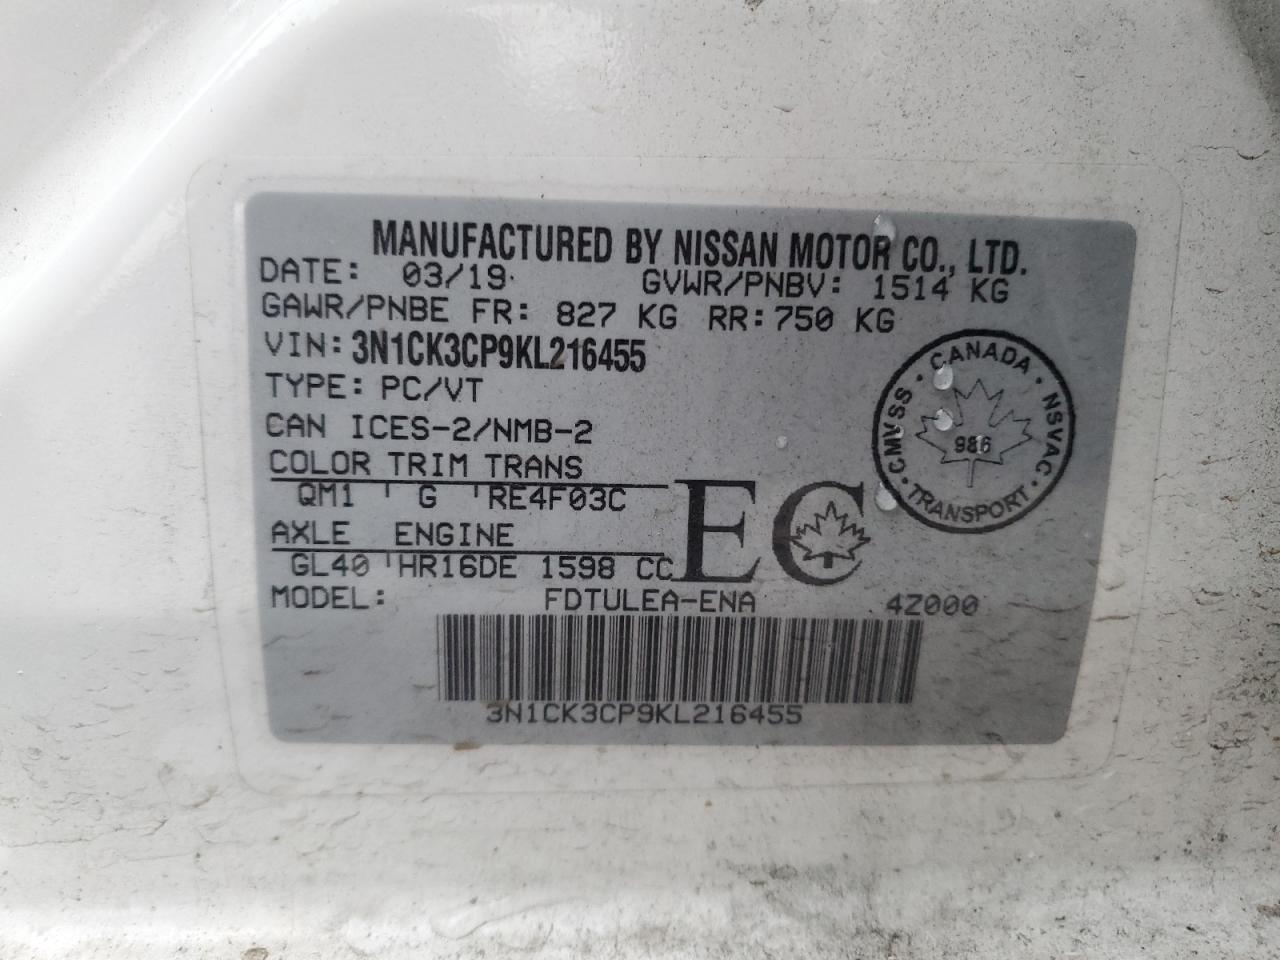 MANUFACTURED BY NISSAN MOTOR CO., LTD.
DATE: 03/19 GVWR/PNBV: 1514 KG
GAWR/PNBE FR: 827 KG RR: 750 KG
VIN: 3N1CK3CP9KL216455
TYPE: PC/VT
CAN ICES-2/NMB-2
COLOR TRIM TRANS
QM1 G RE4F03C
AXLE ENGINE
GL40 HR16DE 1598 CC
EC
MODEL: FDTULEA-ENA 4Z000
3N1CK3CP9KL216455
CANADA · NSVAC · TRANSPORT · CMVSS ·
986